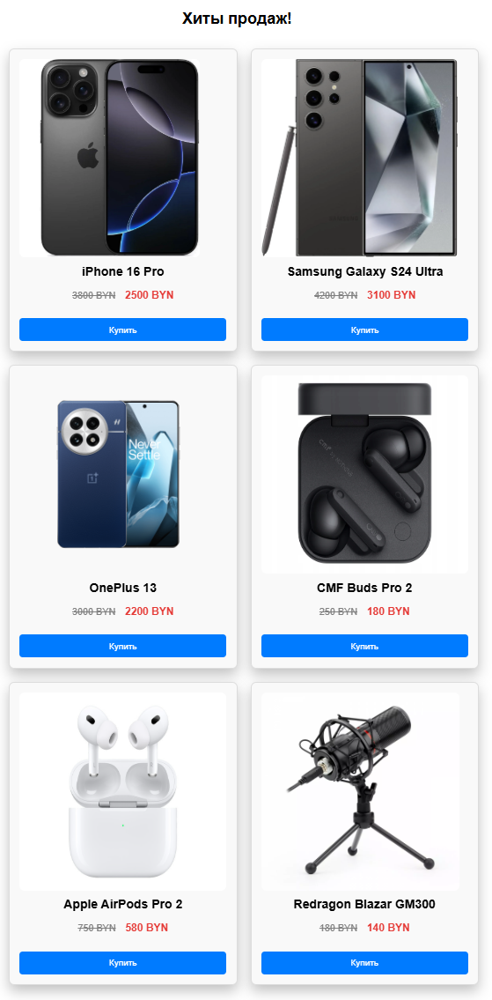 Хиты продаж!
iPhone 16 Pro
3800 BYN 2500 BYN
Купить
Samsung Galaxy S24 Ultra
4200 BYN 3100 BYN
Купить
Never
Settle
OnePlus 13
3000 BYN 2200 BYN
Купить
CMF Buds Pro 2
250 BYN 180 BYN
Купить
Apple AirPods Pro 2
750 BYN 580 BYN
Купить
Redragon Blazar GM300
180 BYN 140 BYN
Купить